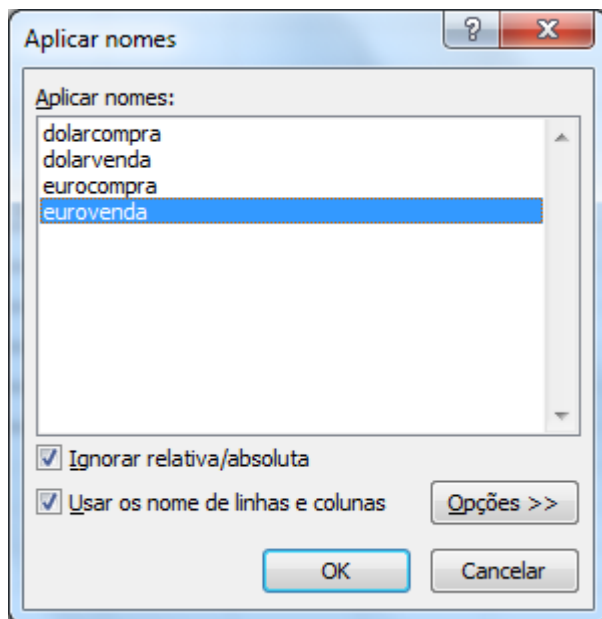 Aplicar nomes
Aplicar nomes:
dolarcompra
dolarvenda
eurocompra
eurovenda
Ignorar relativa/absoluta
Usar os nome de linhas e colunas
Opções >>
OK
Cancelar